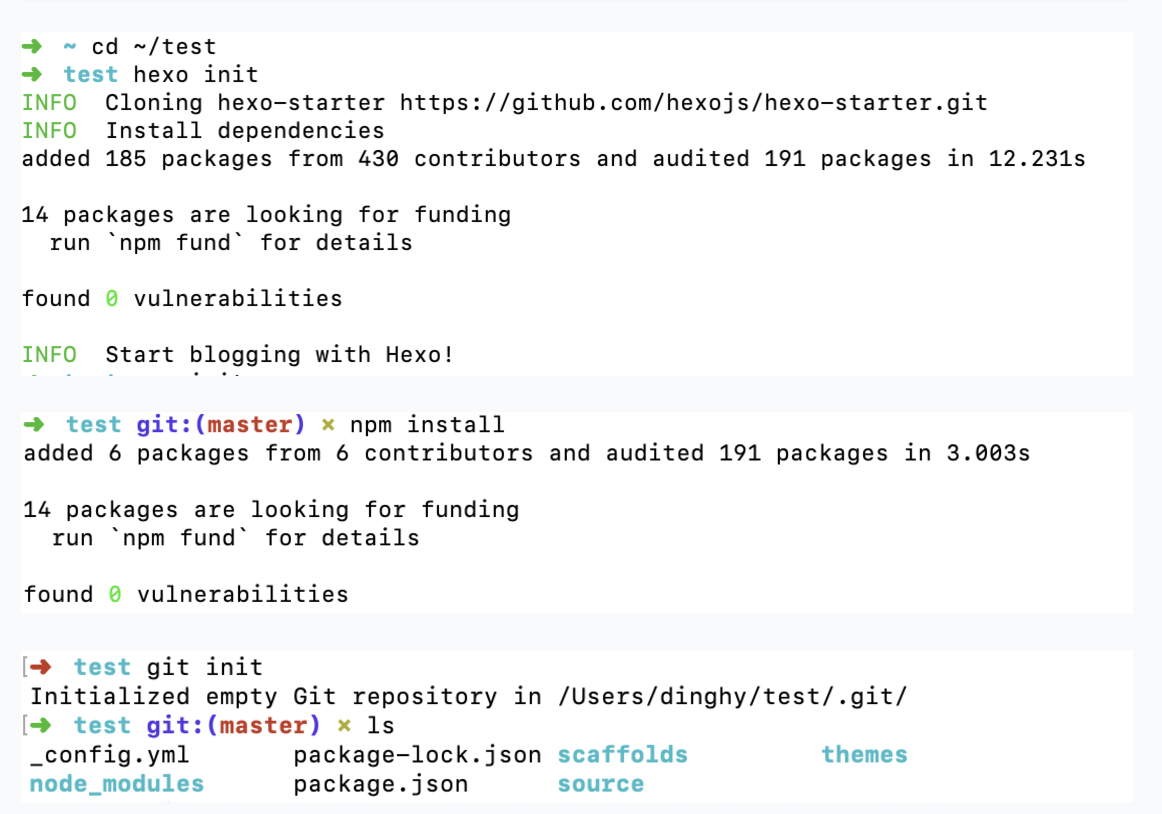 ➜ ~ cd ~/test
➜ test hexo init
INFO Cloning hexo-starter https://github.com/hexojs/hexo-starter.git
INFO Install dependencies
added 185 packages from 430 contributors and audited 191 packages in 12.231s
14 packages are looking for funding
run `npm fund` for details
found 0 vulnerabilities
INFO Start blogging with Hexo!
➜ test git:(master) × npm install
added 6 packages from 6 contributors and audited 191 packages in 3.003s
14 packages are looking for funding
run `npm fund` for details
found 0 vulnerabilities
[➜ test git init
Initialized empty Git repository in /Users/dinghy/test/.git/
[➜ test git:(master) × ls
_config.yml package-lock.json scaffolds themes
node_modules package.json source